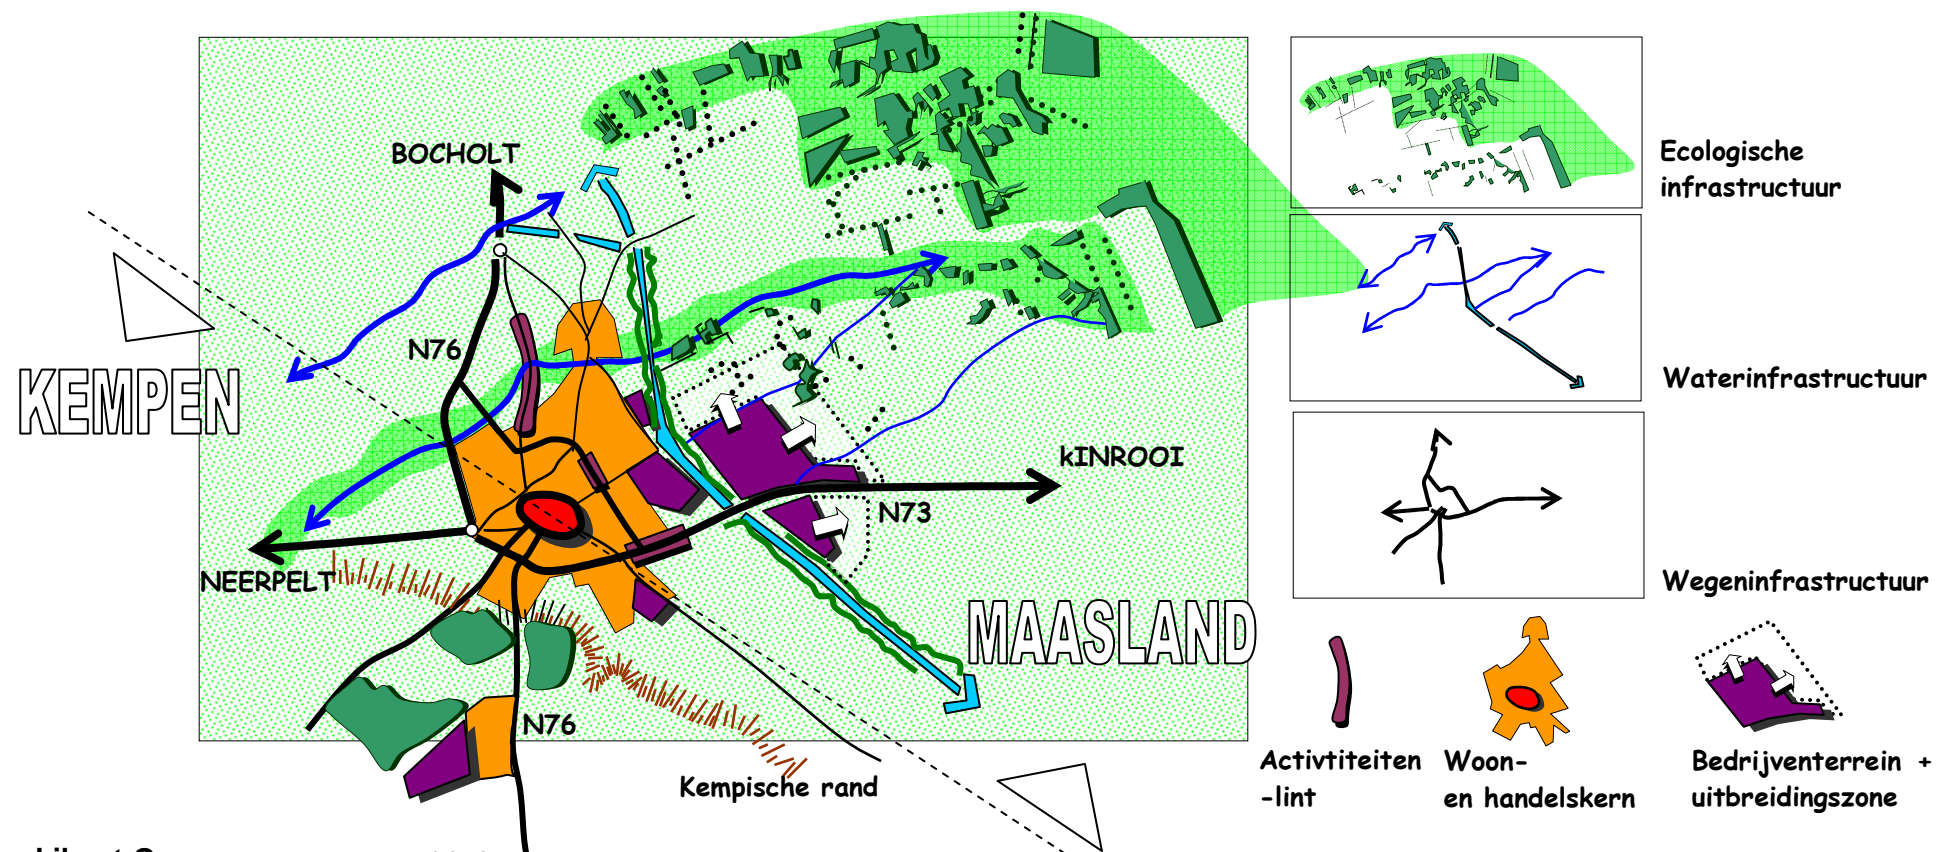 BOCHOLT
N76
KEMPEN
kINROOI
N73
NEERPELT
MAASLAND
N76
Kempische rand
Ecologische
infrastructuur
Waterinfrastructuur
Wegeninfrastructuur
Activtiteiten
-lint
Woon-
en handelskern
Bedrijventerrein +
uitbreidingszone